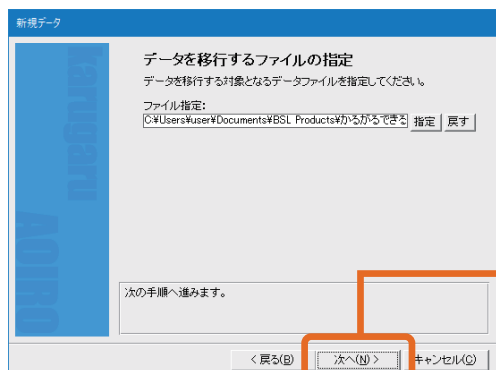 新規データ
karugaru
AOIRO
データを移行するファイルの指定
データを移行する対象となるデータファイルを指定してください。
ファイル指定:
C:¥Users¥user¥Documents¥BSL Products¥かるがるできる 指定 戻す
次の手順へ進みます。
< 戻る(B) 次へ(N) > キャンセル(C)